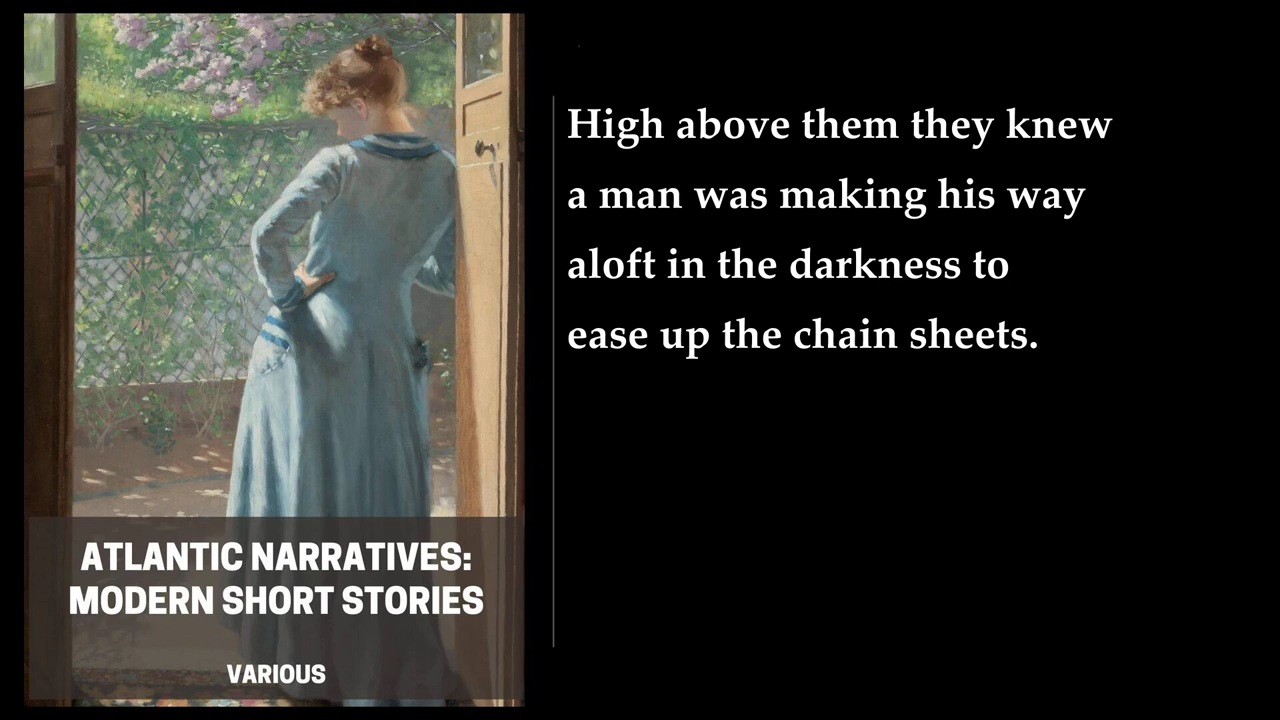 High above them they knew
a man was making his way
aloft in the darkness to
ease up the chain sheets.
ATLANTIC NARRATIVES:
MODERN SHORT STORIES
VARIOUS